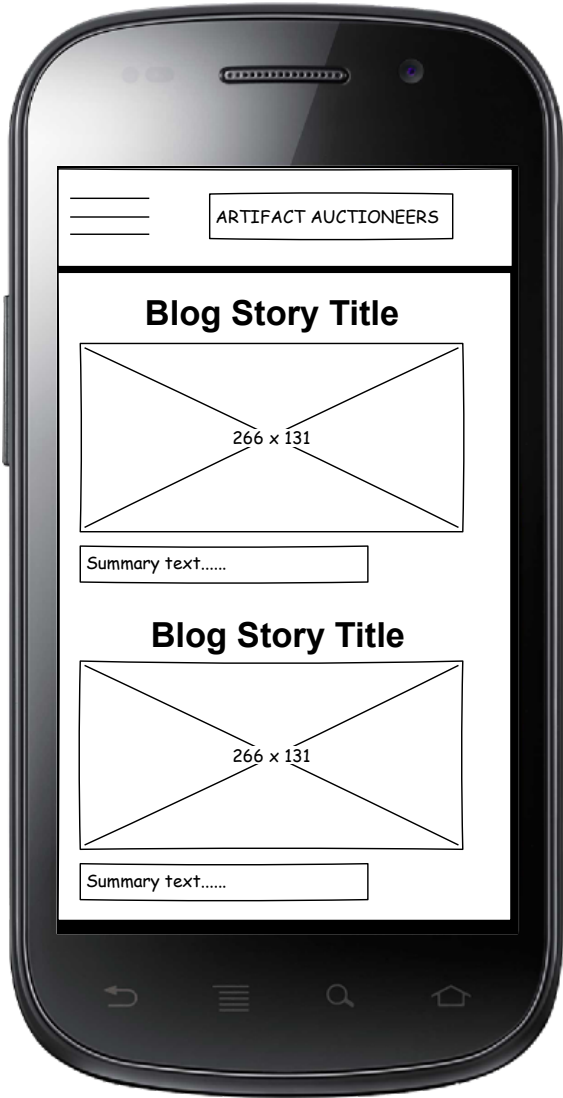 ARTIFACT AUCTIONEERS
Blog Story Title
266 x 131
Summary text......
Blog Story Title
266 x 131
Summary text......